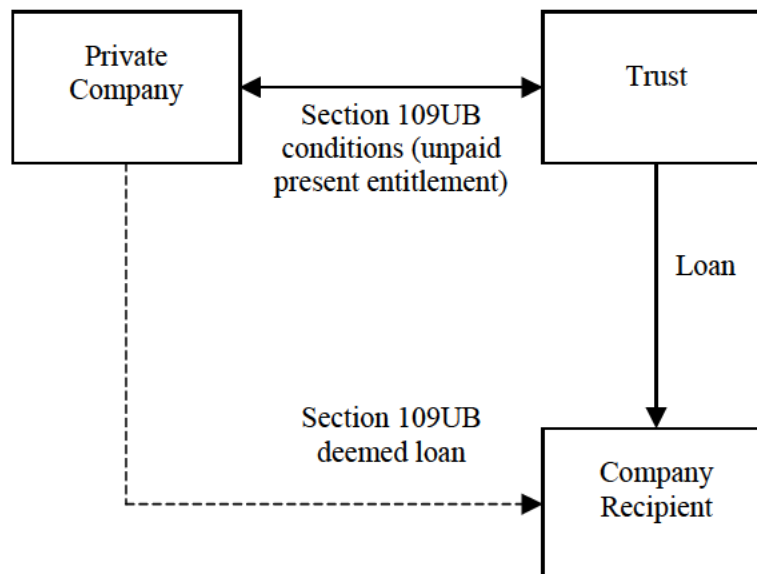 Private
Company
Trust
Section 109UB
conditions (unpaid
present entitlement)
Loan
Section 109UB
deemed loan
Company
Recipient